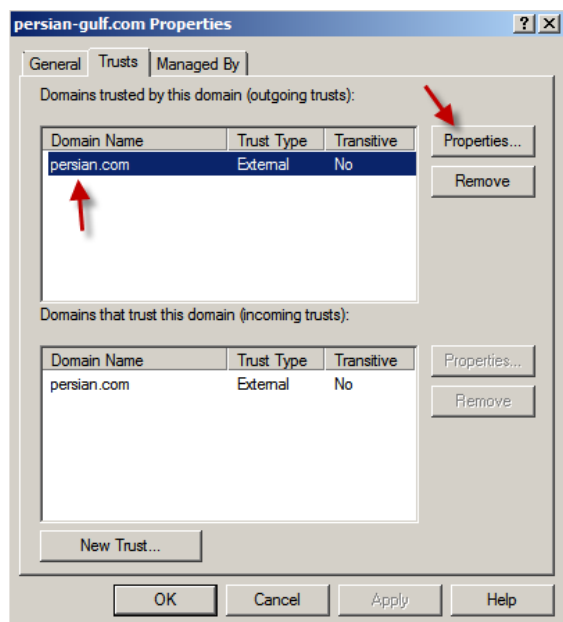 persian-gulf.com Properties
General Trusts Managed By
Domains trusted by this domain (outgoing trusts):
Domain Name Trust Type Transitive Properties...
persian.com External No
Remove
Domains that trust this domain (incoming trusts):
Domain Name Trust Type Transitive Properties...
persian.com External No
Remove
New Trust...
OK Cancel Apply Help